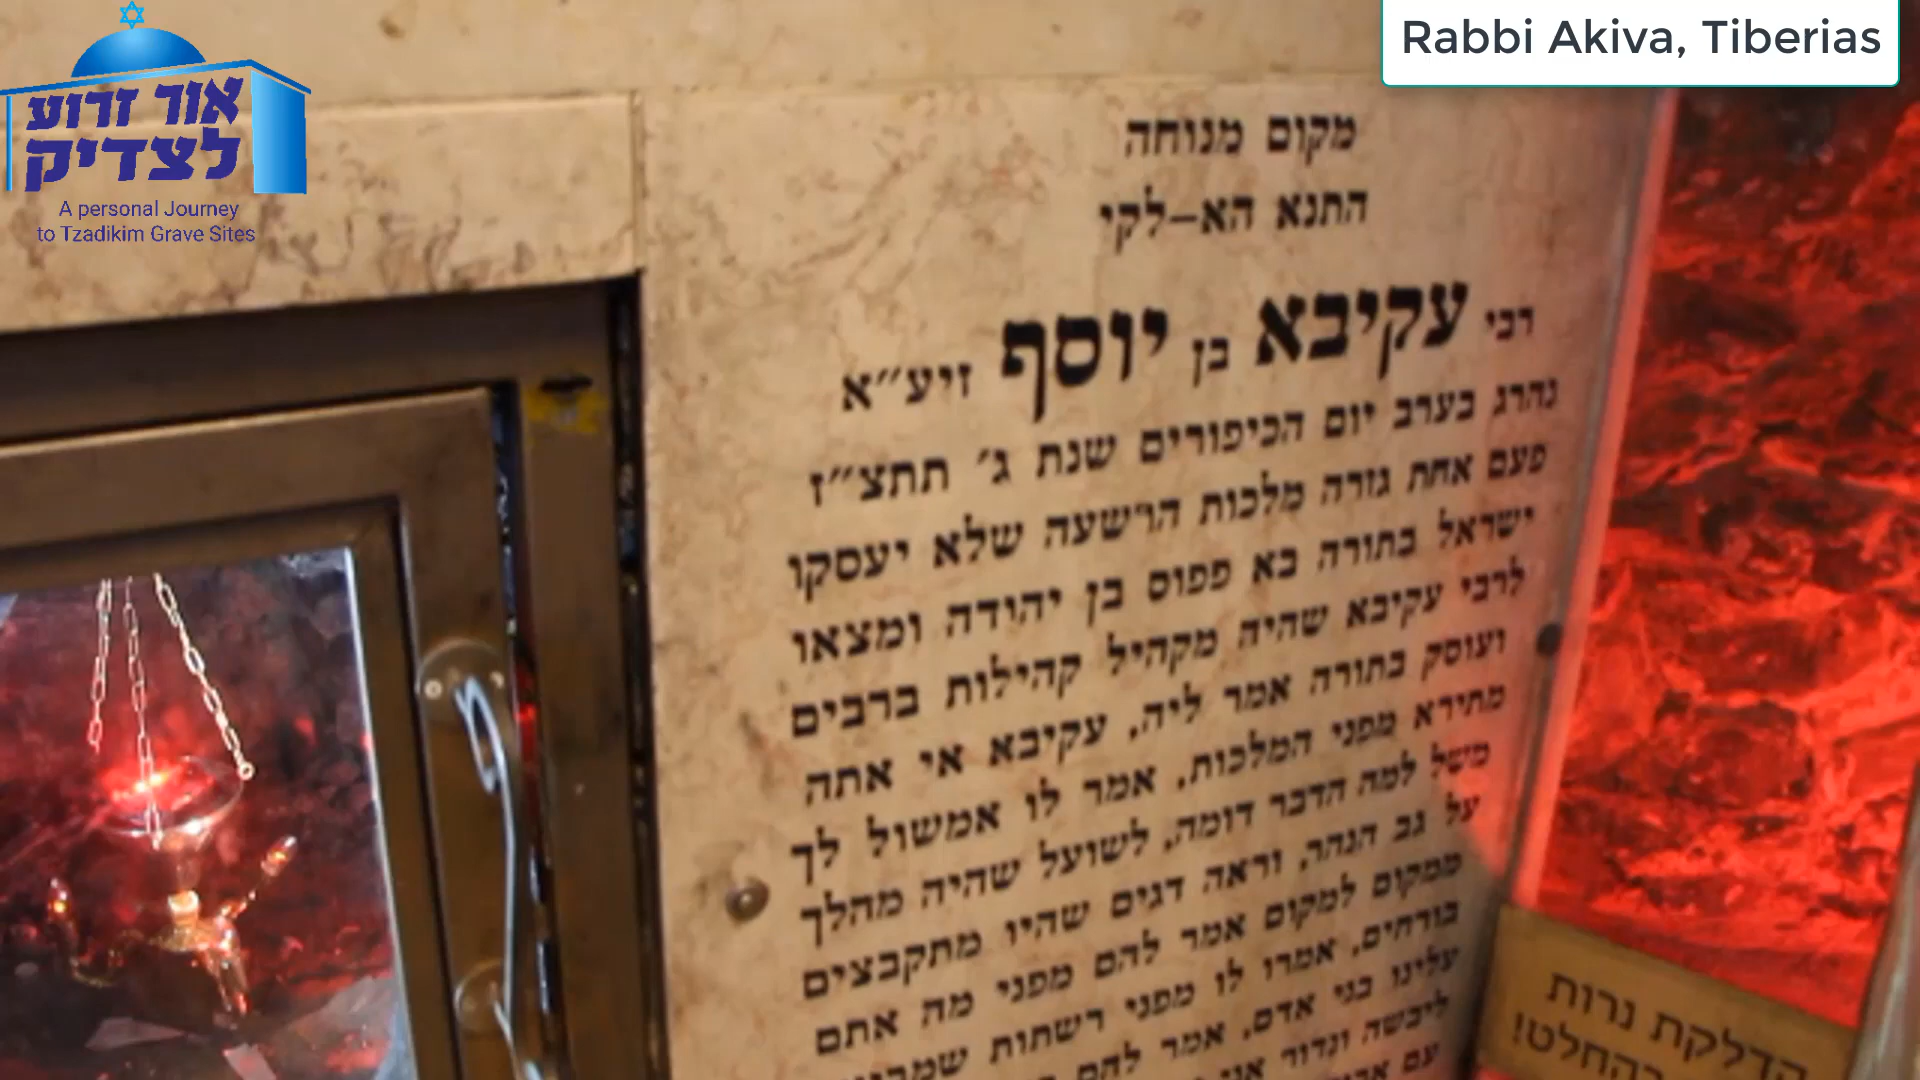 אור זרוע
לצדיק
A personal Journey
to Tzadikim Grave Sites
Rabbi Akiva, Tiberias
מקום מנוחה
התנא הא–לקי
רבי עקיבא בן יוסף זיע״א
נהרג בערב יום הכיפורים שנת ג׳ תתצ״ז
פעם אחת גזרה מלכות הרשעה שלא יעסקו
ישראל בתורה בא פפוס בן יהודה ומצאו
לרבי עקיבא שהיה מקהיל קהילות ברבים
ועוסק בתורה אמר ליה, עקיבא אי אתה
מתירא מפני המלכות, אמר לו אמשול לך
משל למה הדבר דומה, לשועל שהיה מהלך
על גב הנהר, וראה דגים שהיו מתקבצים
ממקום למקום אמר להם מפני מה אתם
בורחים, אמרו לו מפני רשתות
עלינו בני אדם, אמר להם
ליבשה ונדור אני
עם
הדלקת נרות